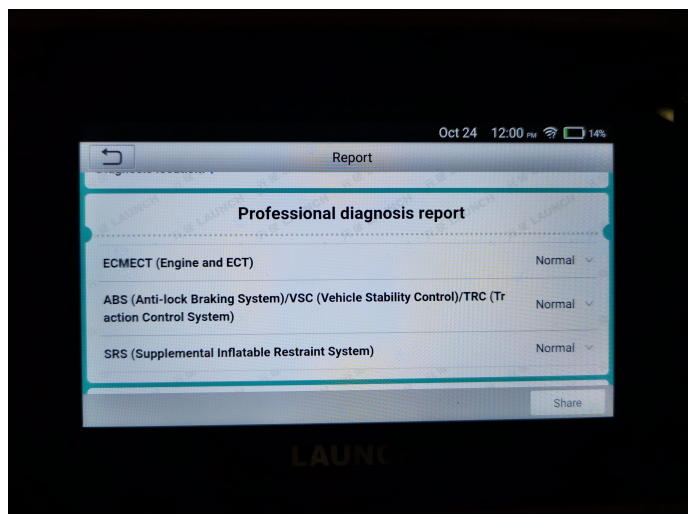 Oct 24 12:00 PM 14%
Report
Professional diagnosis report
ECMECT (Engine and ECT) Normal
ABS (Anti-lock Braking System)/VSC (Vehicle Stability Control)/TRC (Tr
action Control System) Normal
SRS (Supplemental Inflatable Restraint System) Normal
Share
LAUNC